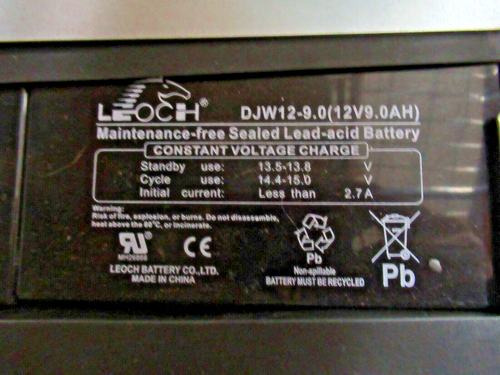 LEOCH®
DJW12-9.0(12V9.0AH)
Maintenance-free Sealed Lead-acid Battery
CONSTANT VOLTAGE CHARGE
Standby use: 13.5-13.8 V
Cycle use: 14.4-15.0 V
Initial current: Less than 2.7 A
Warning:
Risk of fire, explosion, or burns. Do not disassemble,
heat above the 60°C, or incinerate.
MH26866
LEOCH BATTERY CO.,LTD.
MADE IN CHINA
CE
Pb
Non-spillable
BATTERY MUST BE RECYCLED
Pb